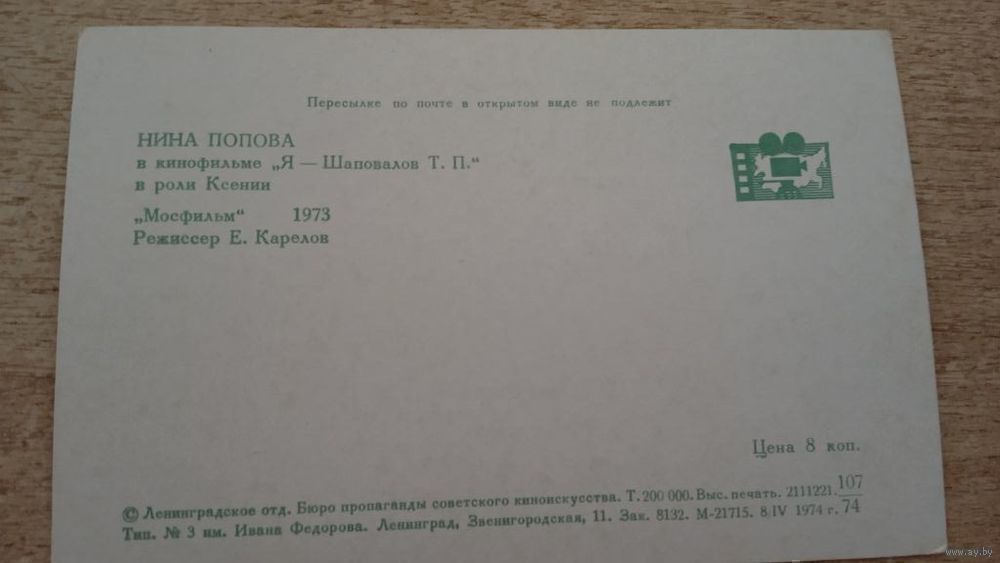 Пересылке по почте в открытом виде не подлежит
НИНА ПОПОВА
в кинофильме „Я — Шаповалов Т. П.“
в роли Ксении
„Мосфильм“ 1973
Режиссер Е. Карелов
Цена 8 коп.
© Ленинградское отд. Бюро пропаганды советского киноискусства. Т. 200 000. Выс. печать. 2111221. 107/74
Тип. № 3 им. Ивана Федорова. Ленинград, Звенигородская, 11. Зак. 8132. М-21715. 8 IV 1974 г.
www.ay.by